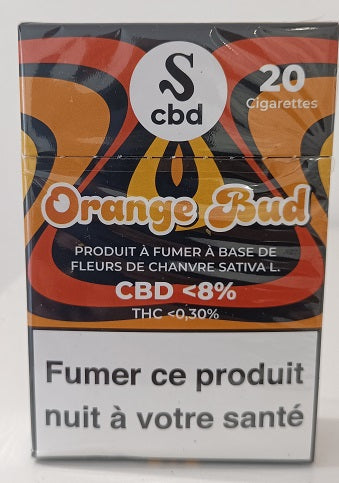 S
cbd
20
Cigarettes
Orange Bud
PRODUIT À FUMER À BASE DE
FLEURS DE CHANVRE SATIVA L.
CBD <8%
THC <0,30%
Fumer ce produit
nuit à votre santé